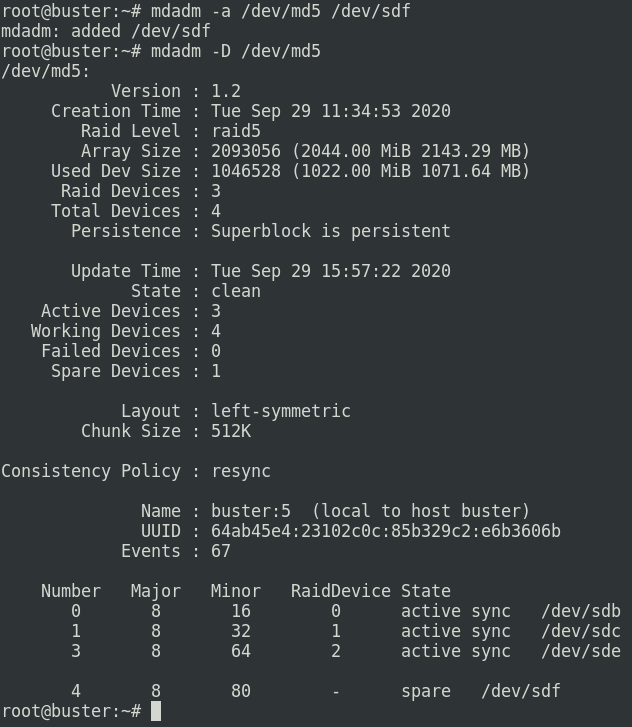 root@buster:~# mdadm -a /dev/md5 /dev/sdf
mdadm: added /dev/sdf
root@buster:~# mdadm -D /dev/md5
/dev/md5:
           Version : 1.2
     Creation Time : Tue Sep 29 11:34:53 2020
        Raid Level : raid5
        Array Size : 2093056 (2044.00 MiB 2143.29 MB)
     Used Dev Size : 1046528 (1022.00 MiB 1071.64 MB)
      Raid Devices : 3
     Total Devices : 4
       Persistence : Superblock is persistent

       Update Time : Tue Sep 29 15:57:22 2020
             State : clean
    Active Devices : 3
   Working Devices : 4
    Failed Devices : 0
     Spare Devices : 1

            Layout : left-symmetric
        Chunk Size : 512K

Consistency Policy : resync

              Name : buster:5  (local to host buster)
              UUID : 64ab45e4:23102c0c:85b329c2:e6b3606b
            Events : 67

    Number   Major   Minor   RaidDevice State
       0       8       16        0      active sync   /dev/sdb
       1       8       32        1      active sync   /dev/sdc
       3       8       64        2      active sync   /dev/sde

       4       8       80        -      spare   /dev/sdf
root@buster:~#